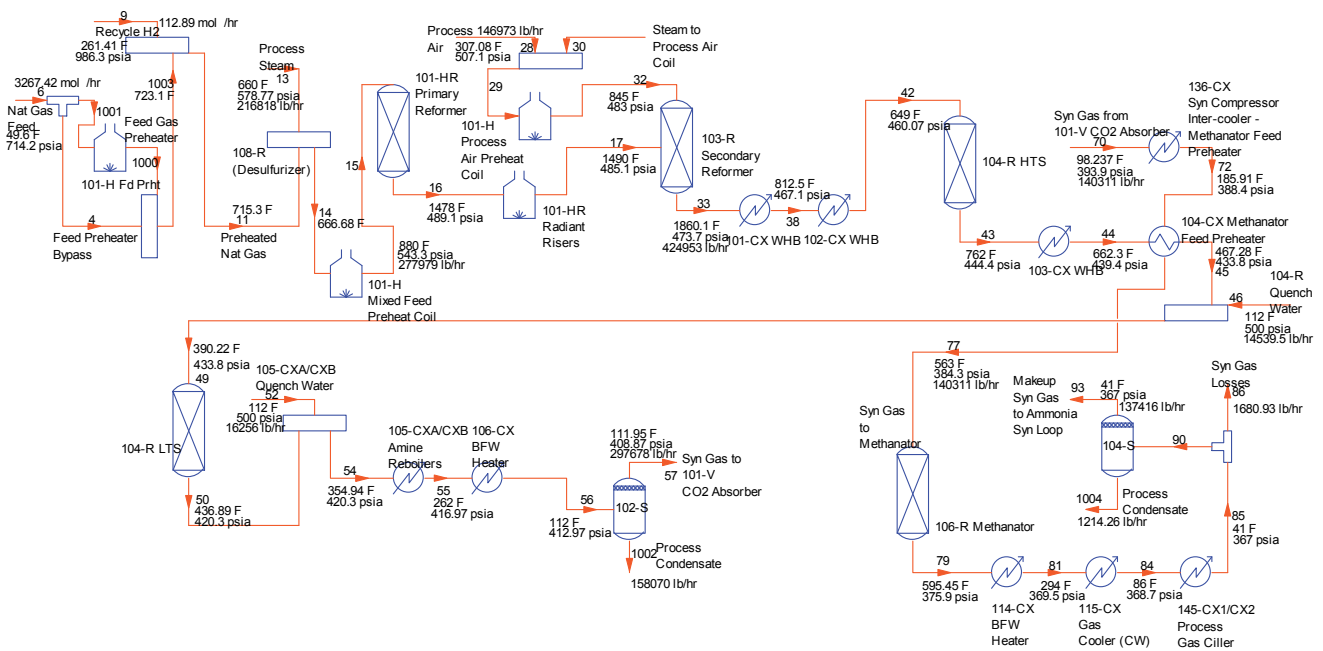 9
112.89 mol /hr
Recycle H2
261.41 F
986.3 psia
3267.42 mol /hr
6
Nat Gas
Feed
49.6 F
714.2 psia
1001
Feed Gas
Preheater
1003
723.1 F
1000
101-H Fd Prht
4
Feed Preheater
Bypass
715.3 F
11
Preheated
Nat Gas
Process
Steam
13
660 F
578.77 psia
216818 lb/hr
108-R
(Desulfurizer)
14
666.68 F
15
880 F
543.3 psia
277979 lb/hr
101-H
Mixed Feed
Preheat Coil
101-HR
Primary
Reformer
16
1478 F
489.1 psia
Process 146973 lb/hr
Air
307.08 F
507.1 psia
28
30
Steam to
Process Air
Coil
29
101-H
Process
Air Preheat
Coil
32
845 F
483 psia
17
1490 F
485.1 psia
101-HR
Radiant
Risers
103-R
Secondary
Reformer
33
1860.1 F
473.7 psia
424953 lb/hr
101-CX WHB
812.5 F
467.1 psia
38
102-CX WHB
42
649 F
460.07 psia
104-R HTS
43
762 F
444.4 psia
103-CX WHB
44
662.3 F
439.4 psia
Syn Gas from
101-V CO2 Absorber
70
98.237 F
393.9 psia
140311 lb/hr
136-CX
Syn Compressor
Inter-cooler -
Methanator Feed
Preheater
72
185.91 F
388.4 psia
104-CX Methanator
Feed Preheater
467.28 F
433.8 psia
45
104-R
Quench
Water
46
112 F
500 psia
14539.5 lb/hr
390.22 F
433.8 psia
49
104-R LTS
50
436.89 F
420.3 psia
105-CXA/CXB
Quench Water
52
112 F
500 psia
16256 lb/hr
54
354.94 F
420.3 psia
105-CXA/CXB
Amine
Reboilers
55
262 F
416.97 psia
106-CX
BFW
Heater
56
112 F
412.97 psia
111.95 F
408.87 psia
297678 lb/hr
57
Syn Gas to
101-V
CO2 Absorber
102-S
1002
Process
Condensate
158070 lb/hr
77
563 F
384.3 psia
140311 lb/hr
Syn Gas
to
Methanator
106-R Methanator
79
595.45 F
375.9 psia
114-CX
BFW
Heater
81
294 F
369.5 psia
115-CX
Gas
Cooler (CW)
84
86 F
368.7 psia
145-CX1/CX2
Process
Gas Ciller
85
41 F
367 psia
Syn Gas
Losses
86
1680.93 lb/hr
90
Makeup
Syn Gas
to Ammonia
Syn Loop
93
41 F
367 psia
137416 lb/hr
104-S
1004
Process
Condensate
1214.26 lb/hr